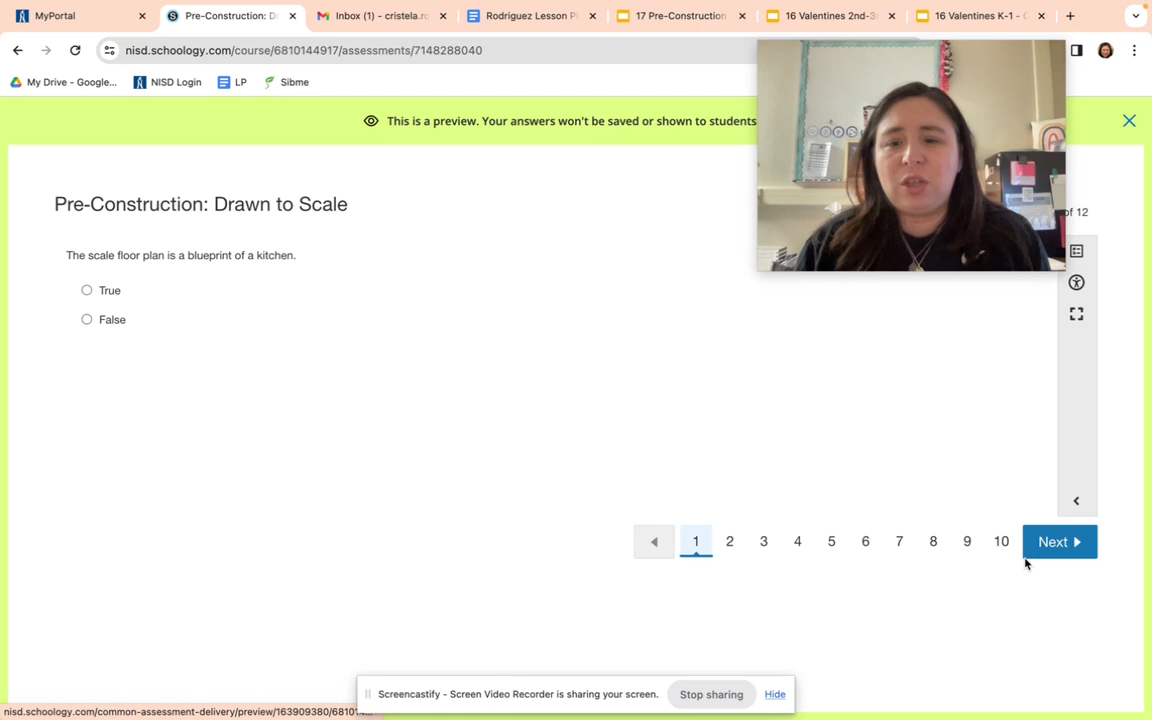 MyPortal
Pre-Construction: D
Inbox (1) - cristela.ro
Rodriguez Lesson Pl
17 Pre-Construction
16 Valentines 2nd-3
16 Valentines K-1 - G
nisd.schoology.com/course/6810144917/assessments/7148288040
My Drive - Google...
NISD Login
LP
Sibme
This is a preview. Your answers won't be saved or shown to students
Pre-Construction: Drawn to Scale
of 12
The scale floor plan is a blueprint of a kitchen.
True
False
1 2 3 4 5 6 7 8 9 10 Next
Screencastify - Screen Video Recorder is sharing your screen. Stop sharing Hide
nisd.schoology.com/common-assessment-delivery/preview/163909380/68101...